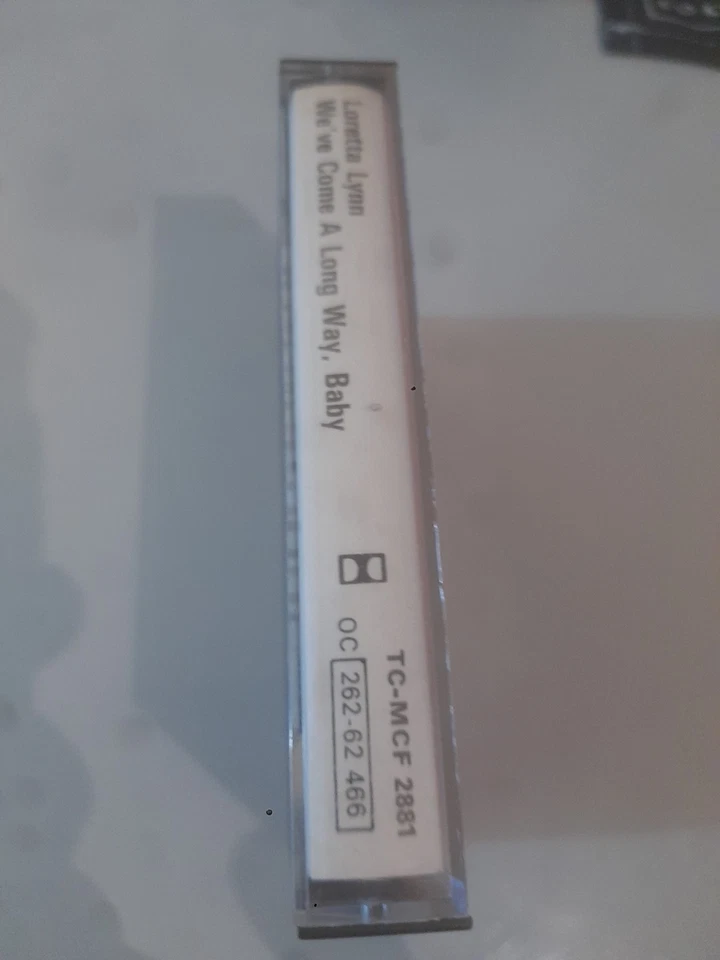 Loretta Lynn
We've Come A Long Way, Baby
TC-MCF 2881
OC 262-62 466